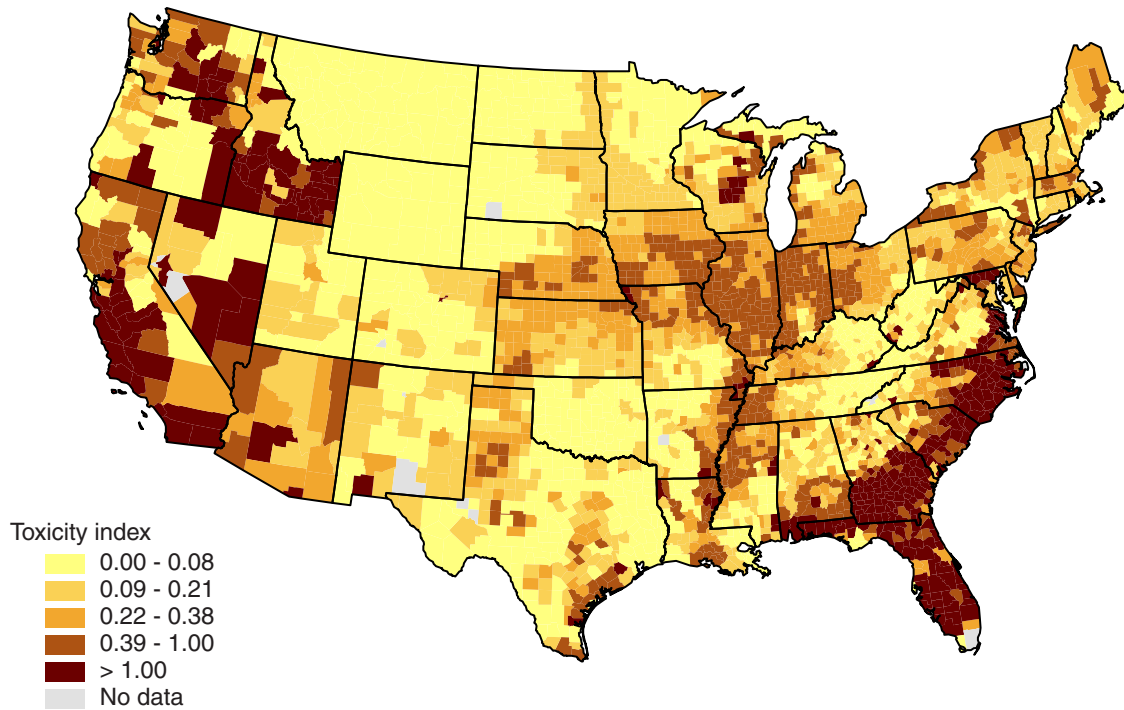 Toxicity index
0.00 - 0.08
0.09 - 0.21
0.22 - 0.38
0.39 - 1.00
> 1.00
No data